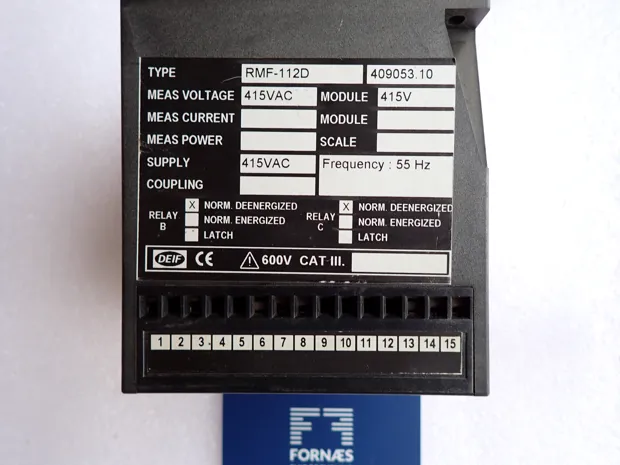 TYPE RMF-112D 409053.10
MEAS VOLTAGE 415VAC MODULE 415V
MEAS CURRENT MODULE
MEAS POWER SCALE
SUPPLY 415VAC Frequency : 55 Hz
COUPLING
RELAY B X NORM. DEENERGIZED
NORM. ENERGIZED
LATCH
RELAY C X NORM. DEENERGIZED
NORM. ENERGIZED
LATCH
DEIF CE 600V CAT III.
1 2 3 4 5 6 7 8 9 10 11 12 13 14 15
FORNÆS